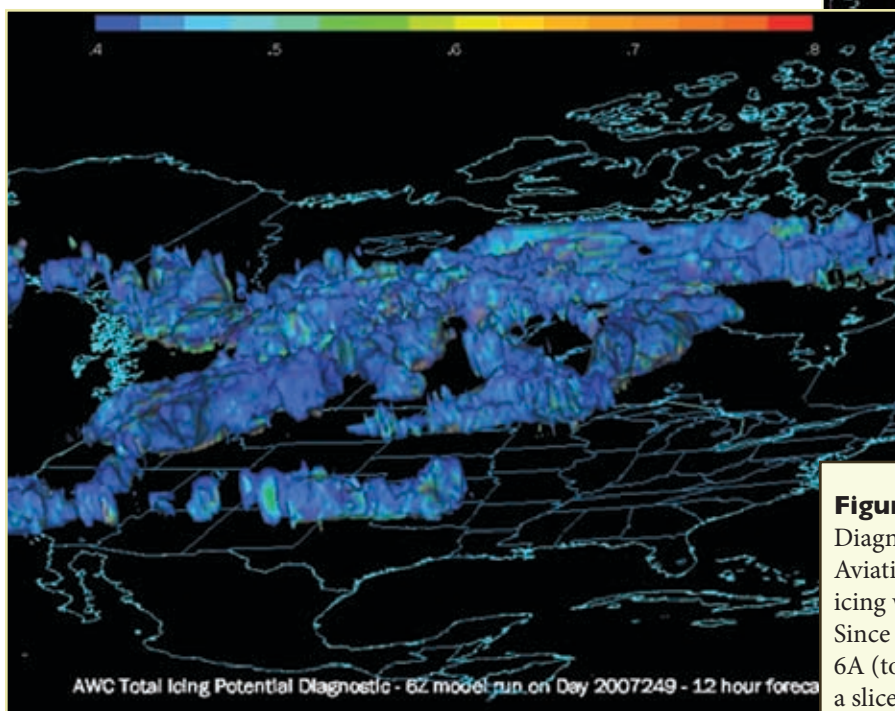 .4 .5 .6 .7 .8
AWC Total Icing Potential Diagnostic - 6Z model run on Day 2007249 - 12 hour foreca
Figur
Diagn
Aviati
icing v
Since
6A (to
a slice